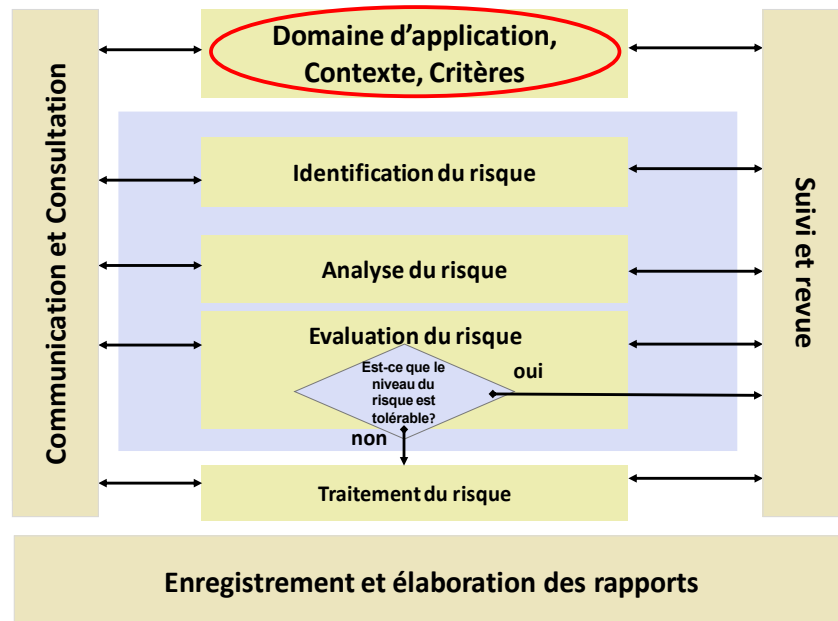 Domaine d'application,
Contexte, Critères
Communication et Consultation
Identification du risque
Suivi et revue
Analyse du risque
Evaluation du risque
Est-ce que le
niveau du
risque est
tolérable?
oui
non
Traitement du risque
Enregistrement et élaboration des rapports